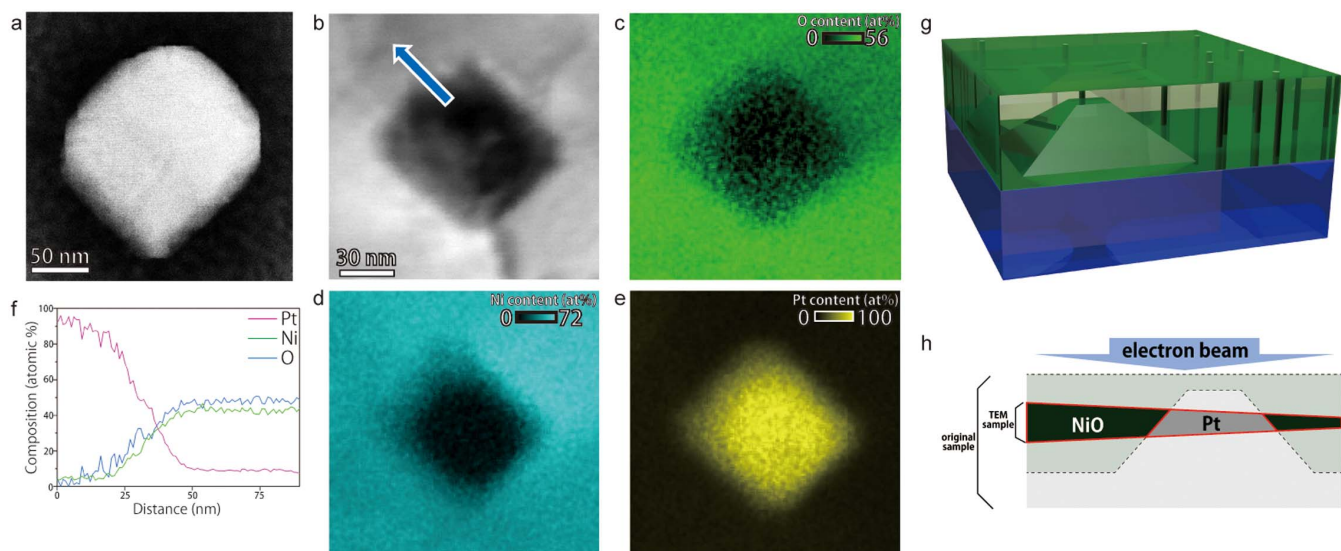 a
50 nm
b
30 nm
c
O content (at%)
0 56
g
f
Composition (atomic %)
100
80
60
40
20
0
Pt
Ni
O
0 25 50 75
Distance (nm)
d
Ni content (at%)
0 72
e
Pt content (at%)
0 100
h
electron beam
original
sample
TEM
sample
NiO
Pt